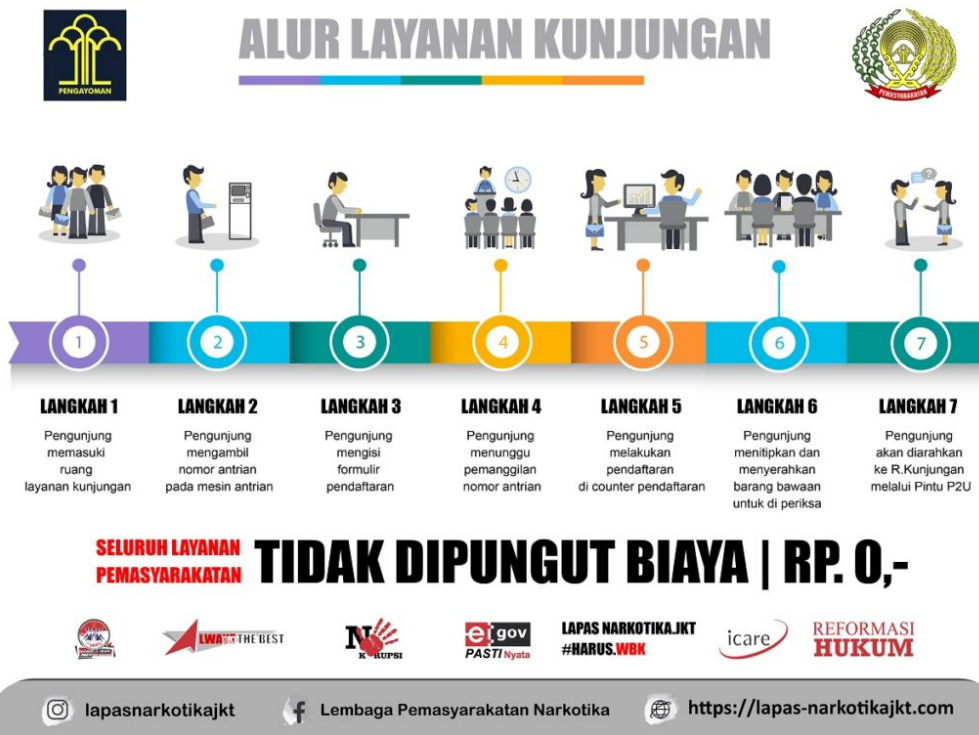 PENGAYOMAN
ALUR LAYANAN KUNJUNGAN
PEMASYARAKATAN
1
2
3
4
5
6
7
LANGKAH 1
Pengunjung
memasuki
ruang
layanan kunjungan
LANGKAH 2
Pengunjung
mengambil
nomor antrian
pada mesin antrian
LANGKAH 3
Pengunjung
mengisi
formulir
pendaftaran
LANGKAH 4
Pengunjung
menunggu
pemanggilan
nomor antrian
LANGKAH 5
Pengunjung
melakukan
pendaftaran
di counter pendaftaran
LANGKAH 6
Pengunjung
menitipkan dan
menyerahkan
barang bawaan
untuk di periksa
LANGKAH 7
Pengunjung
akan diarahkan
ke R.Kunjungan
melalui Pintu P2U
SELURUH LAYANAN
PEMASYARAKATAN
TIDAK DIPUNGUT BIAYA | RP. 0,-
ALWAYS THE BEST
NO
KORUPSI
e gov
PASTI Nyata
LAPAS NARKOTIKA.JKT
#HARUS.WBK
icare
REFORMASI
HUKUM
lapasnarkotikajkt
Lembaga Pemasyarakatan Narkotika
https://lapas-narkotikajkt.com